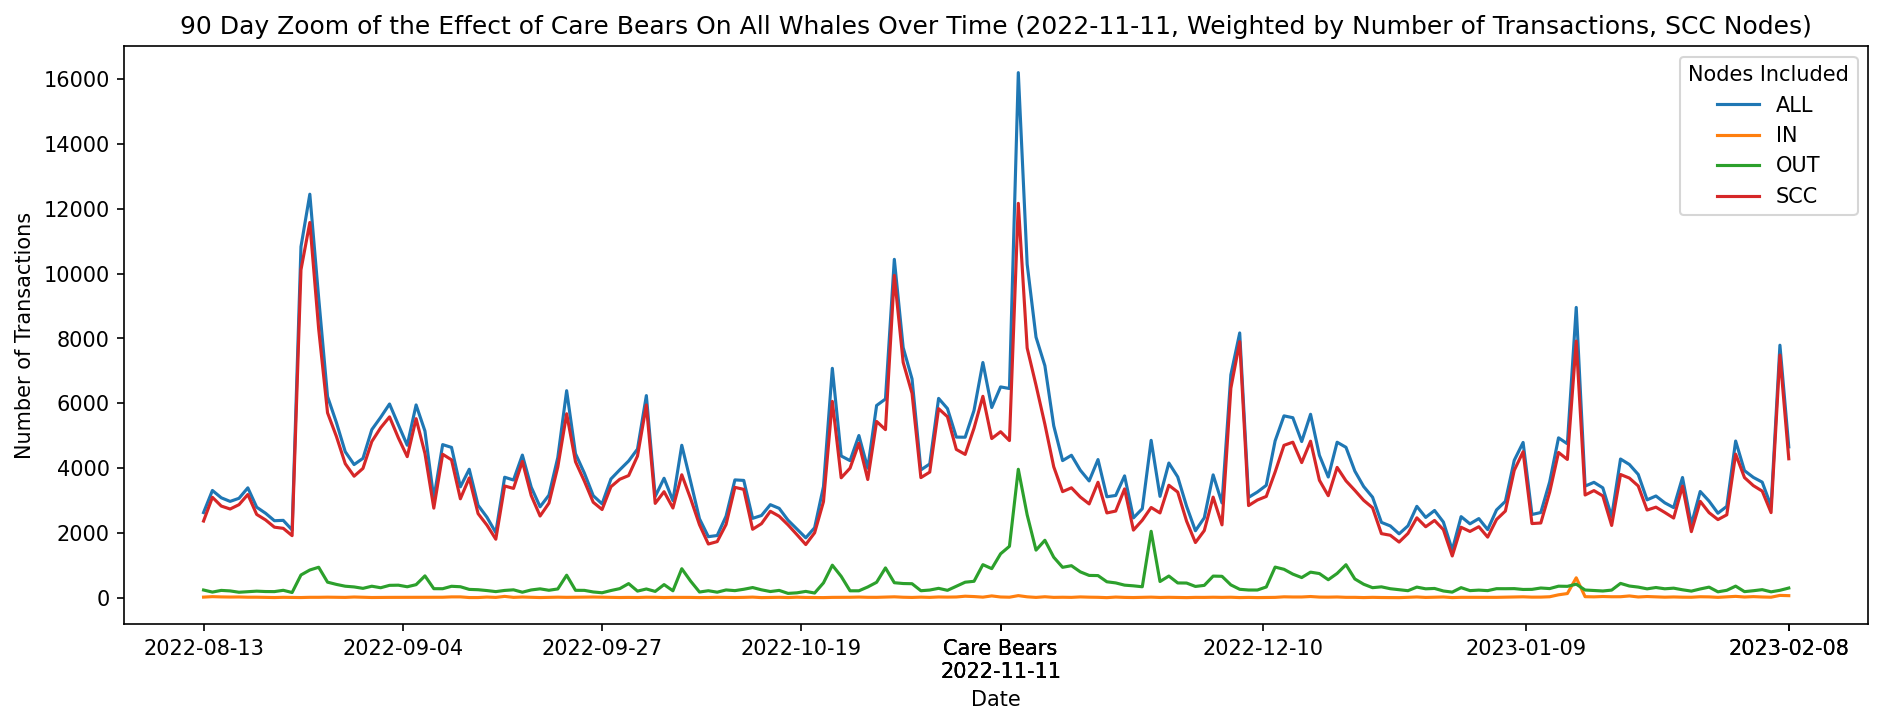 90 Day Zoom of the Effect of Care Bears On All Whales Over Time (2022-11-11, Weighted by Number of Transactions, SCC Nodes)
Nodes Included
ALL
IN
OUT
SCC
Number of Transactions
16000
14000
12000
10000
8000
6000
4000
2000
0
2022-08-13
2022-09-04
2022-09-27
2022-10-19
Care Bears
2022-11-11
2022-12-10
2023-01-09
2023-02-08
Date